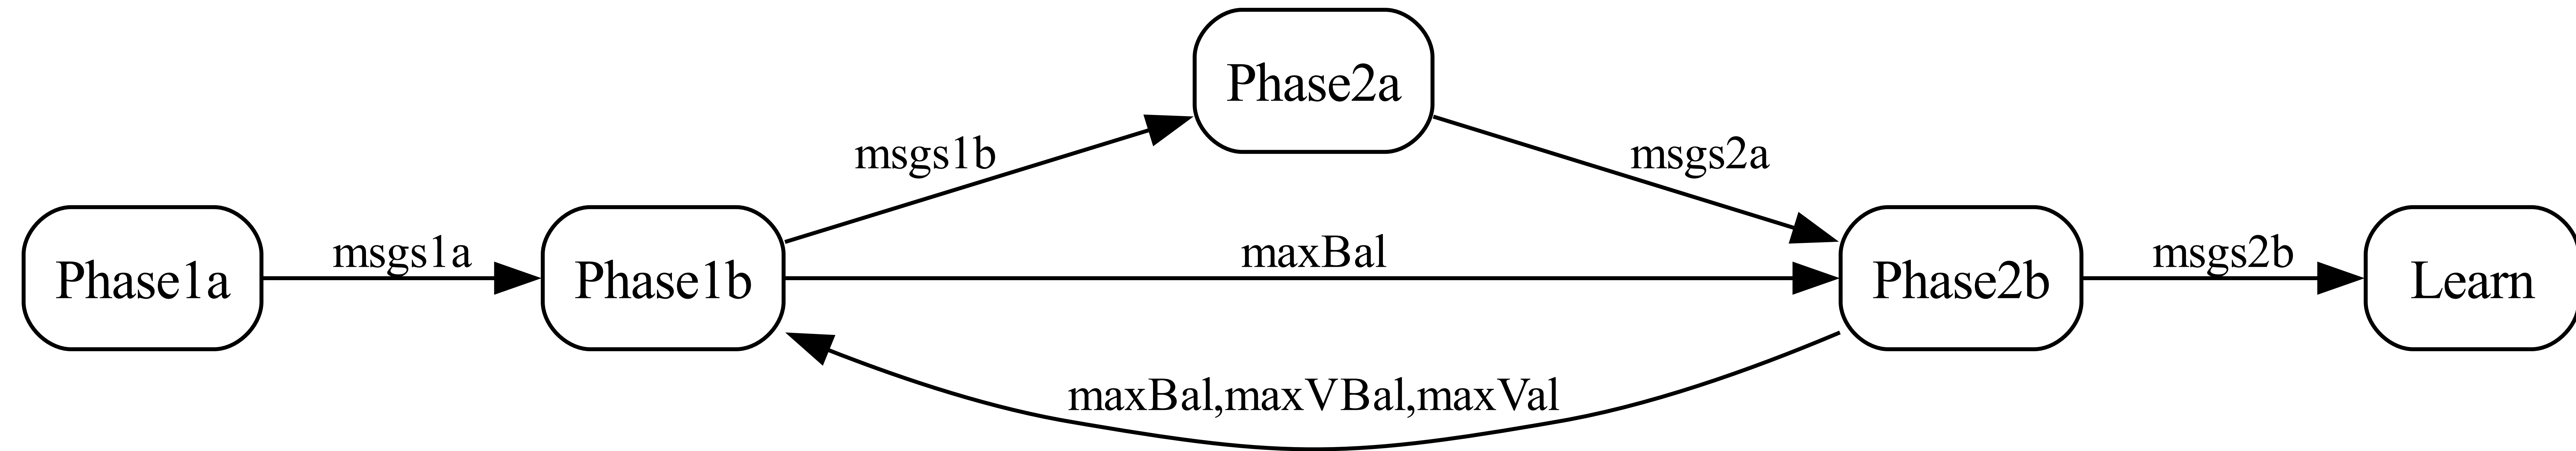 Phase2a
msgs1b
msgs2a
Phase1a
msgs1a
Phase1b
maxBal
Phase2b
msgs2b
Learn
maxBal,maxVBal,maxVal